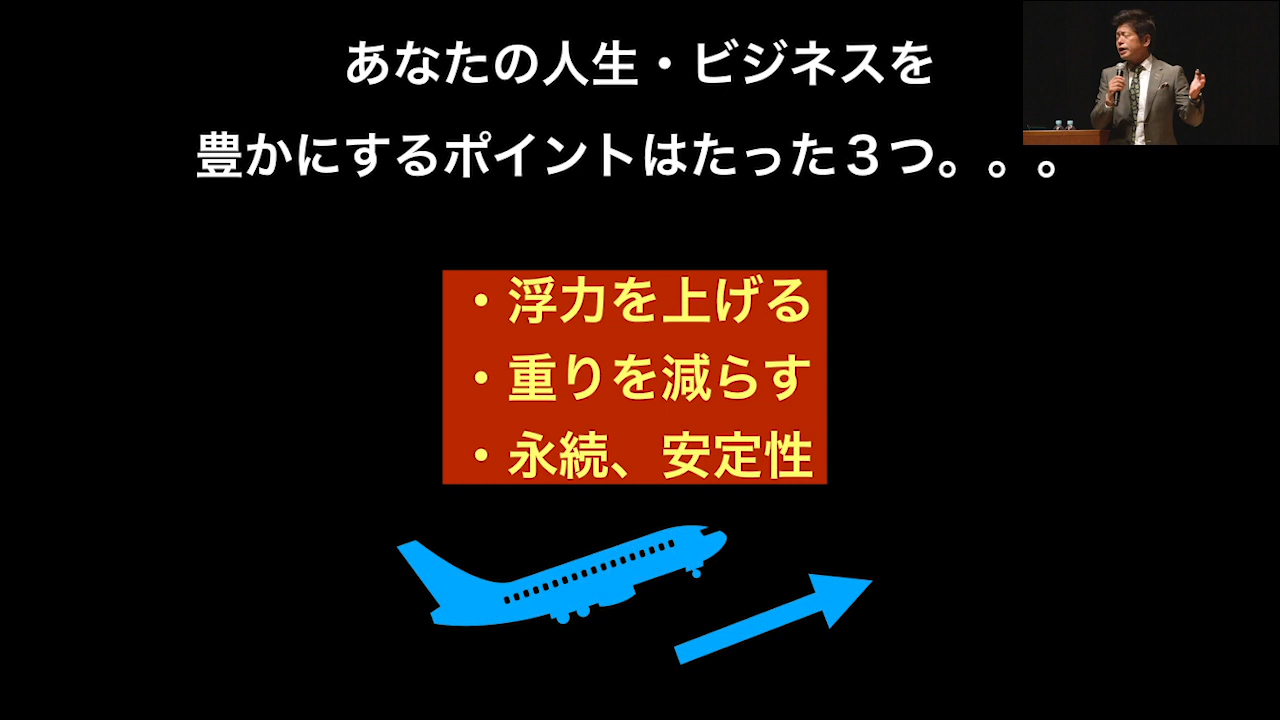 あなたの人生・ビジネスを
豊かにするポイントはたった３つ。。。
・浮力を上げる
・重りを減らす
・永続、安定性